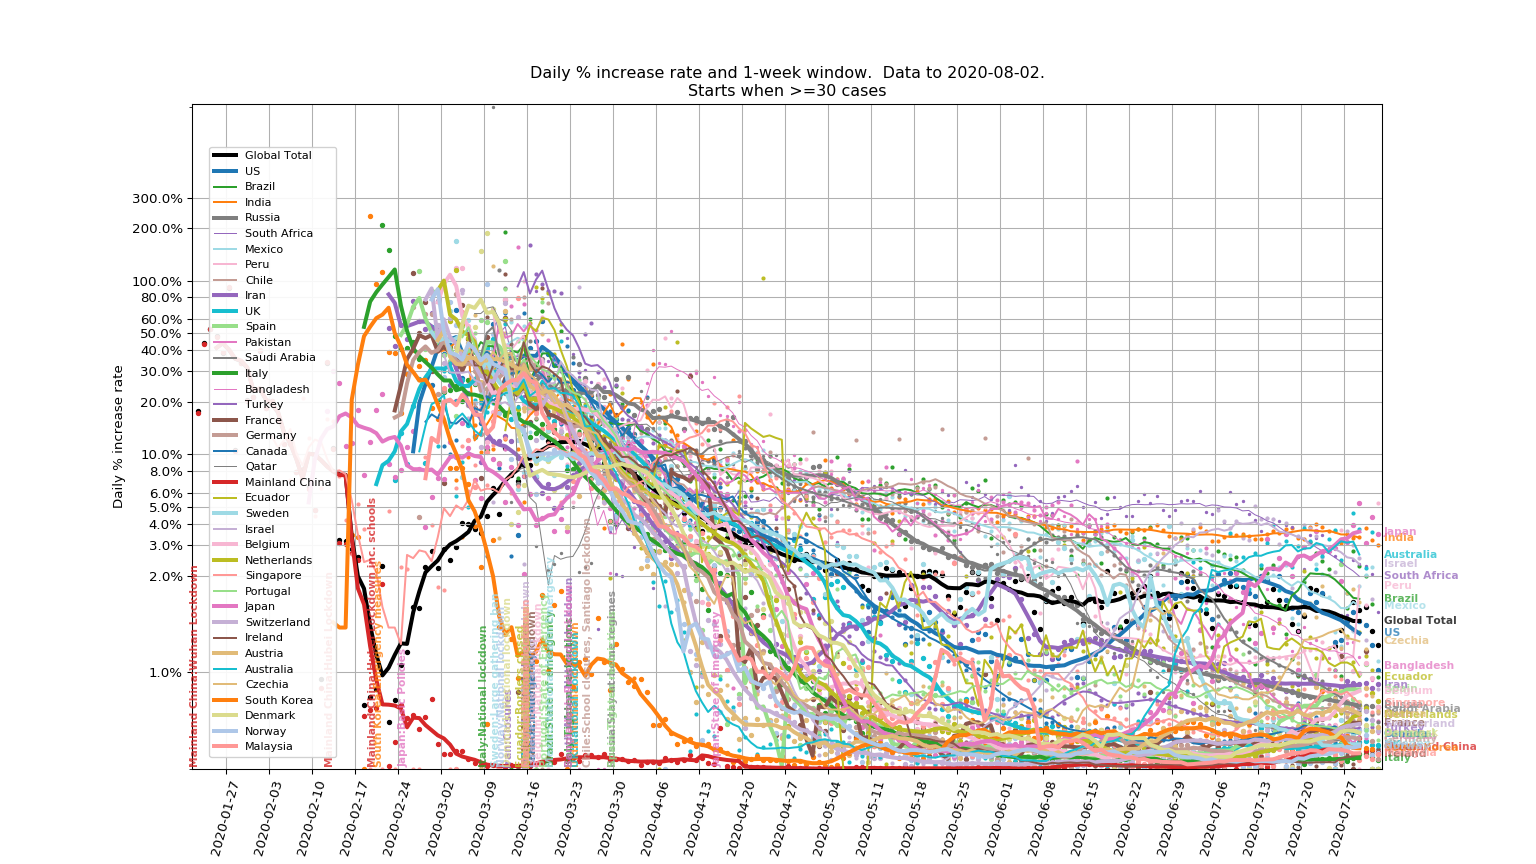 Daily % increase rate and 1-week window.  Data to 2020-08-02.
Starts when >=30 cases
Daily % increase rate
300.0%
200.0%
100.0%
80.0%
60.0%
50.0%
40.0%
30.0%
20.0%
10.0%
8.0%
6.0%
5.0%
4.0%
3.0%
2.0%
1.0%
Global Total
US
Brazil
India
Russia
South Africa
Mexico
Peru
Chile
Iran
UK
Spain
Pakistan
Saudi Arabia
Italy
Bangladesh
Turkey
France
Germany
Canada
Qatar
Mainland China
Ecuador
Sweden
Israel
Belgium
Netherlands
Singapore
Portugal
Japan
Switzerland
Ireland
Austria
Australia
Czechia
South Korea
Denmark
Norway
Malaysia
Mainland China:Wuhan Lockdown
Mainland China:Hubei Lockdown
Italy:National lockdown
Japan
India
Australia
Israel
South Africa
Peru
Brazil
Mexico
Global Total
US
Czechia
Bangladesh
Ecuador
Iran
Belgium
Singapore
France
Mainland China
Ireland
Italy
2020-01-27
2020-02-03
2020-02-10
2020-02-17
2020-02-24
2020-03-02
2020-03-09
2020-03-16
2020-03-23
2020-03-30
2020-04-06
2020-04-13
2020-04-20
2020-04-27
2020-05-04
2020-05-11
2020-05-18
2020-05-25
2020-06-01
2020-06-08
2020-06-15
2020-06-22
2020-06-29
2020-07-06
2020-07-13
2020-07-20
2020-07-27